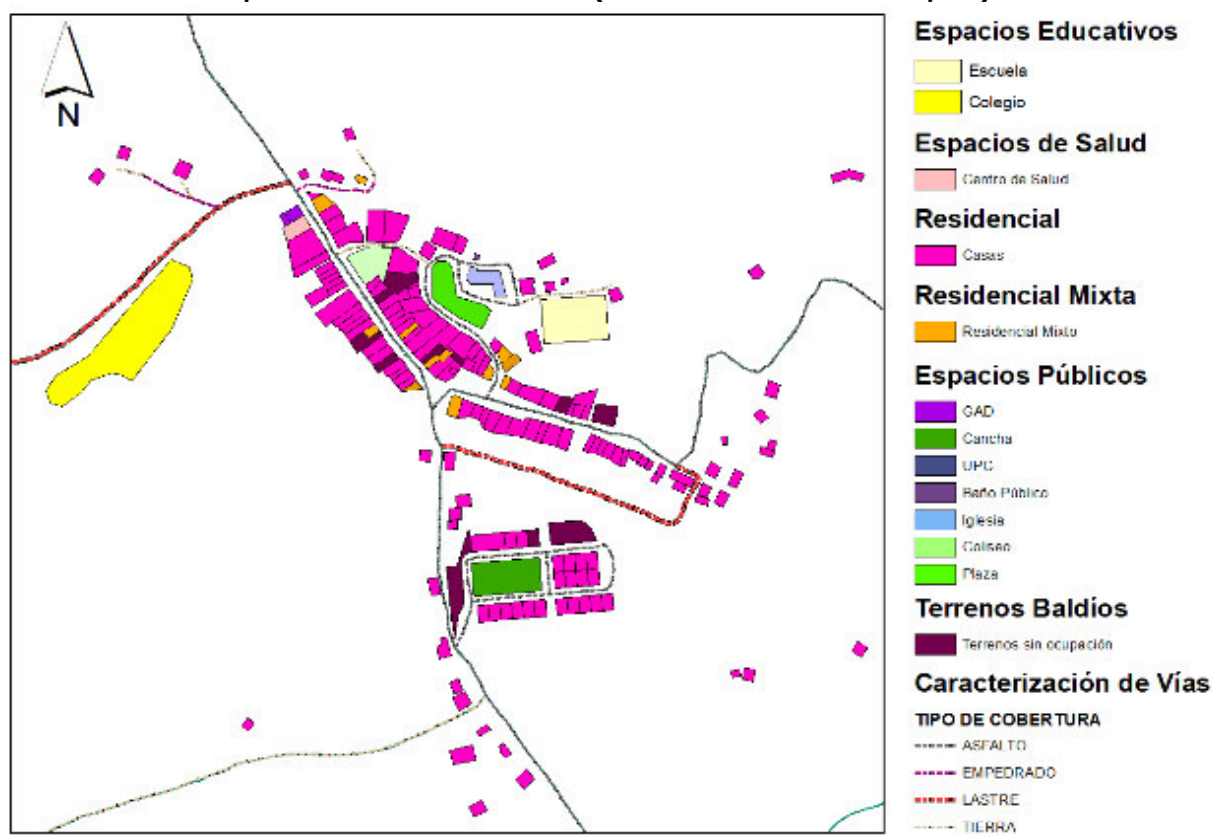 N
Espacios Educativos
Escuela
Colegio
Espacios de Salud
Centro de Salud
Residencial
Casas
Residencial Mixta
Residencial Mixto
Espacios Públicos
GAD
Cancha
UPC
Baño Público
Iglesia
Coliseo
Plaza
Terrenos Baldíos
Terrenos sin ocupación
Caracterización de Vías
TIPO DE COBERTURA
ASFALTO
EMPEDRADO
LASTRE
TIERRA